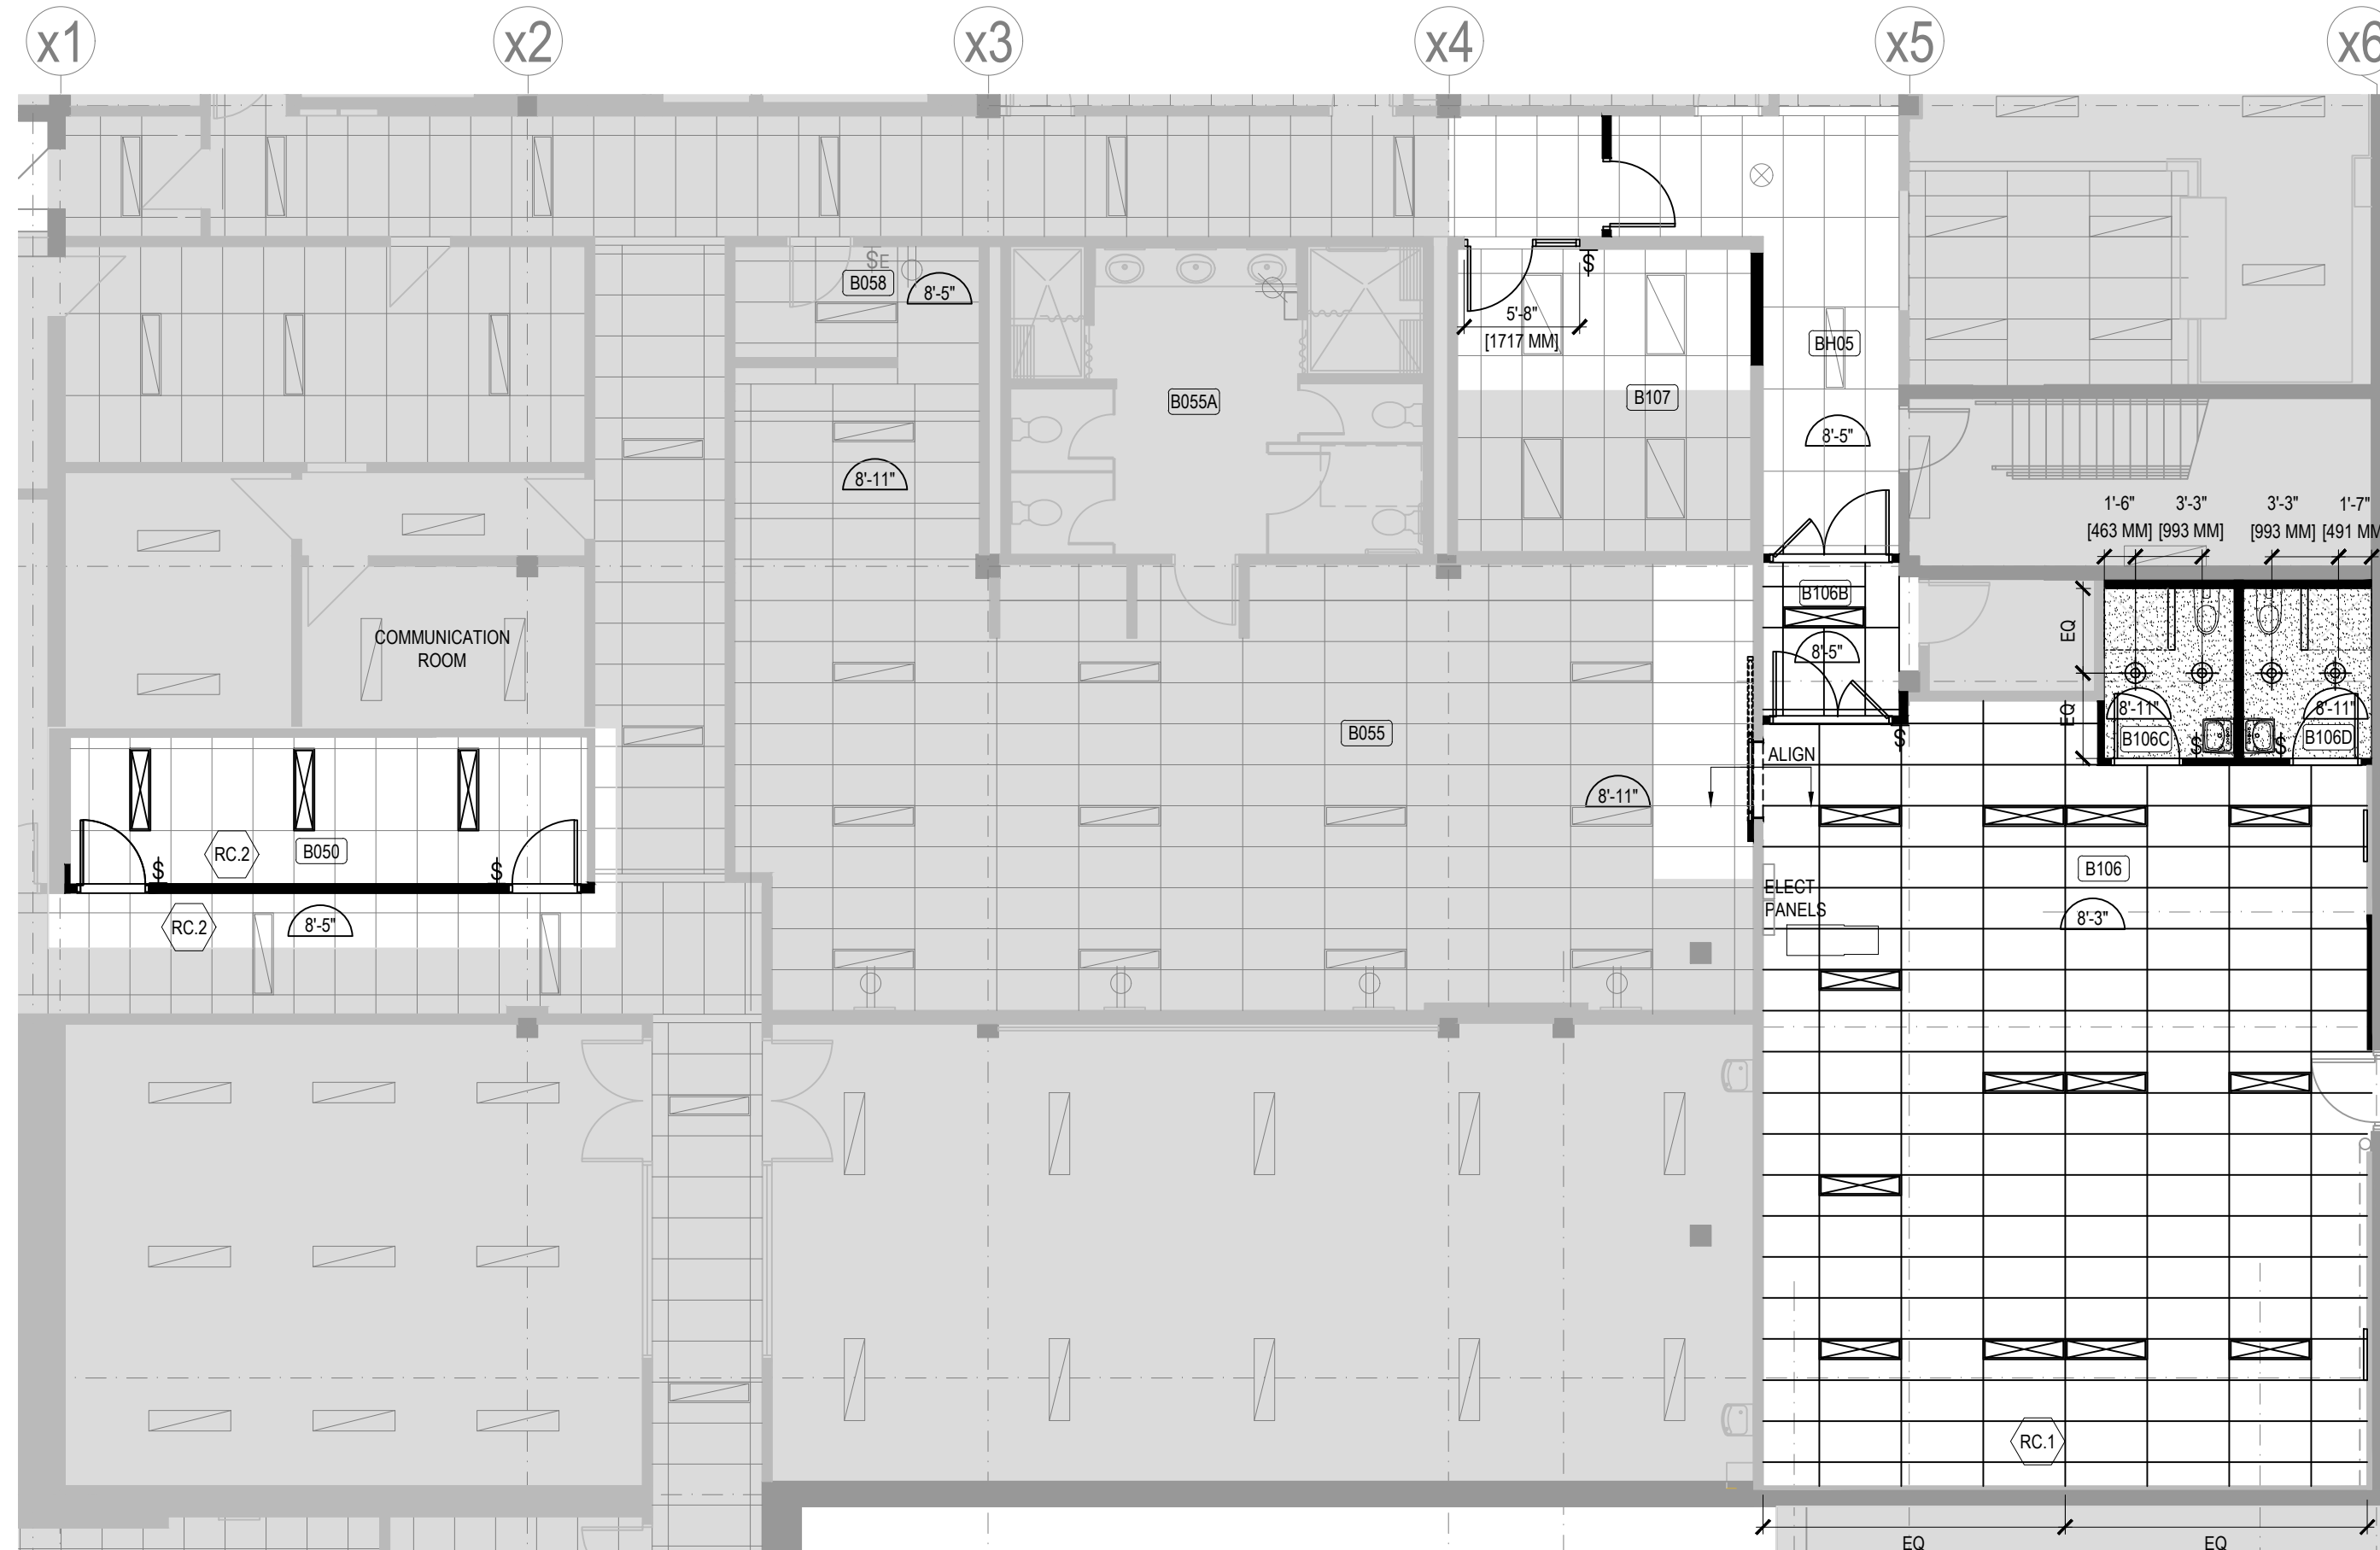 x1
x2
x3
x4
x5
x6
SE
B058
8'-5"
S
5'-8"
[1717 MM]
BH05
B107
B055A
8'-5"
8'-11"
1'-6"
3'-3"
3'-3"
1'-7"
[463 MM]
[993 MM]
[993 MM]
[491 MM
B106B
EQ
COMMUNICATION
ROOM
8'-5"
8'-11"
8'-11"
EQ
B055
S
B106C
S
S
B106D
ALIGN
8'-11"
RC.2
B050
S
S
B106
ELECT
PANELS
RC.2
8'-5"
8'-3"
RC.1
EQ
EQ